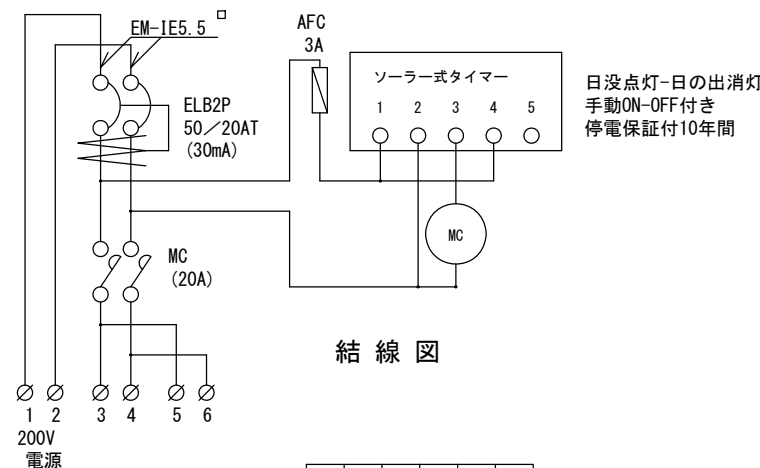 EM-IE5.5□
AFC
3A
ソーラー式タイマー
1 2 3 4 5
日没点灯-日の出消灯
手動ON-OFF付き
停電保証付10年間
ELB2P
50／20AT
(30mA)
MC
MC
(20A)
結線図
1 2 3 4 5 6
200V
電源